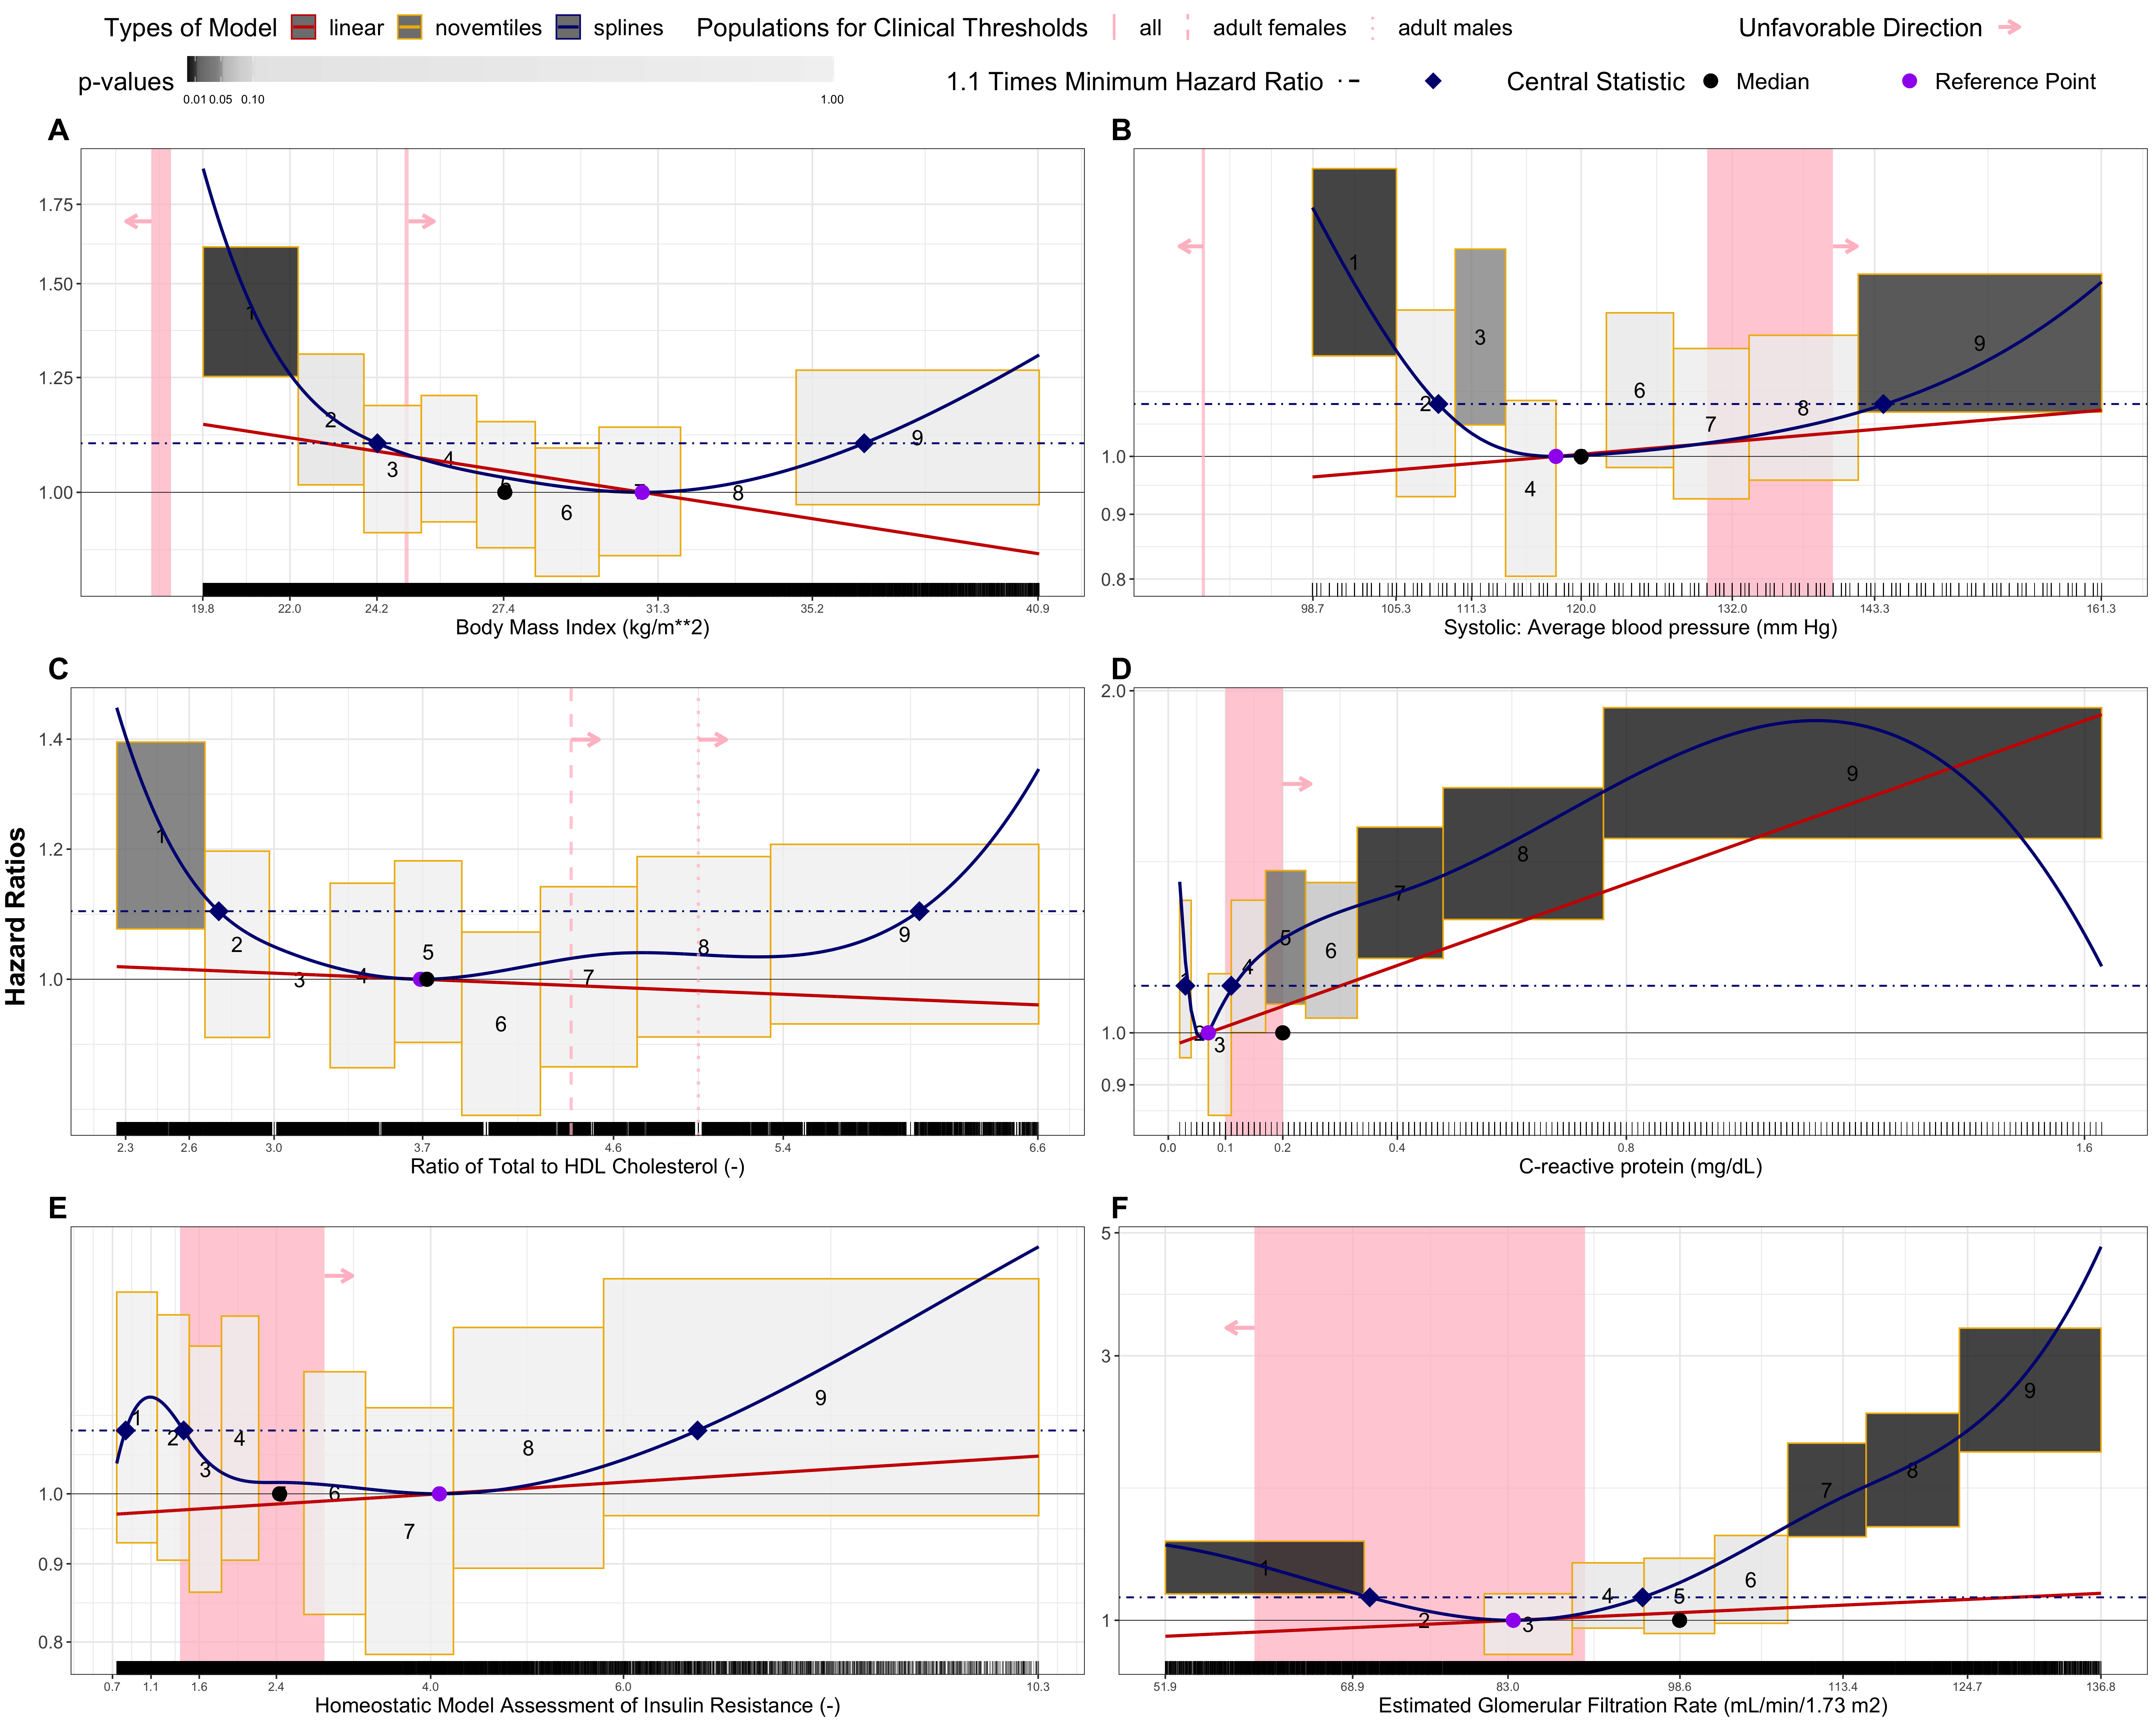 Types of Model linear novemtiles splines Populations for Clinical Thresholds all adult females adult males Unfavorable Direction
p-values 0.01 0.05 0.10 1.00 1.1 Times Minimum Hazard Ratio Central Statistic Median Reference Point
Hazard Ratios
A
1.75
1.50
1.25
1.00
1 2 3 4 6 8 9
19.8 22.0 24.2 27.4 31.3 35.2 40.9
Body Mass Index (kg/m**2)
B
1.0
0.9
0.8
1 2 3 4 6 7 8 9
98.7 105.3 111.3 120.0 132.0 143.3 161.3
Systolic: Average blood pressure (mm Hg)
C
1.4
1.2
1.0
1 2 3 4 5 6 7 8 9
2.3 2.6 3.0 3.7 4.6 5.4 6.6
Ratio of Total to HDL Cholesterol (-)
D
2.0
1.0
0.9
1 2 3 4 5 6 7 8 9
0.0 0.1 0.2 0.4 0.8 1.6
C-reactive protein (mg/dL)
E
1.0
0.9
0.8
1 2 3 4 6 7 8 9
0.7 1.1 1.6 2.4 4.0 6.0 10.3
Homeostatic Model Assessment of Insulin Resistance (-)
F
5
3
1
1 2 3 4 5 6 7 8 9
51.9 68.9 83.0 98.6 113.4 124.7 136.8
Estimated Glomerular Filtration Rate (mL/min/1.73 m2)